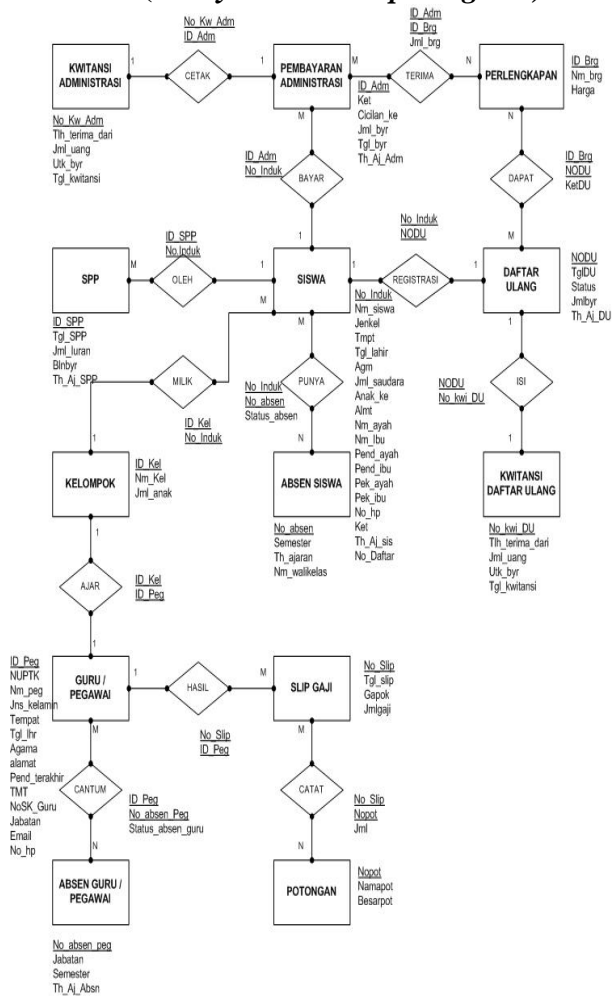 No_Kw_Adm
ID_Adm
KWITANSI
ADMINISTRASI
1
CETAK
1
PEMBAYARAN
ADMINISTRASI
M
ID_Adm
ID_Brg
Jml_brg
TERIMA
N
PERLENGKAPAN
ID_Brg
Nm_brg
Harga
No_Kw_Adm
Tlh_terima_dari
Jml_uang
Utk_byr
Tgl_kwitansi
ID_Adm
Ket
Cicilan_ke
Jml_byr
Tgl_byr
Th_Aj_Adm
M
ID_Adm
No_Induk
BAYAR
1
N
DAPAT
ID_Brg
NODU
KetDU
M
SPP
M
ID_SPP
No.Induk
OLEH
1
SISWA
M
M
1
No_Induk
NODU
REGISTRASI
1
DAFTAR
ULANG
NODU
TglDU
Status
Jmlbyr
Th_Aj_DU
1
ID_SPP
Tgl_SPP
Jml_Iuran
Blnbyr
Th_Aj_SPP
MILIK
ID_Kel
No_Induk
1
No_Induk
No_absen
Status_absen
PUNYA
N
No_Induk
Nm_siswa
Jenkel
Tmpt
Tgl_lahir
Agm
Jml_saudara
Anak_ke
Almt
Nm_ayah
Nm_Ibu
Pend_ayah
Pend_ibu
Pek_ayah
Pek_ibu
No_hp
Ket
Th_Aj_sis
No_Daftar
NODU
No_kwi_DU
ISI
1
KELOMPOK
ID_Kel
Nm_Kel
Jml_anak
1
ABSEN SISWA
No_absen
Semester
Th_ajaran
Nm_walikelas
KWITANSI
DAFTAR ULANG
No_kwi_DU
Tlh_terima_dari
Jml_uang
Utk_byr
Tgl_kwitansi
AJAR
ID_Kel
ID_Peg
1
ID_Peg
NUPTK
Nm_peg
Jns_kelamin
Tempat
Tgl_lhr
Agama
alamat
Pend_terakhir
TMT
NoSK_Guru
Jabatan
Email
No_hp
GURU /
PEGAWAI
1
HASIL
No_Slip
ID_Peg
M
SLIP GAJI
No_Slip
Tgl_slip
Gapok
Jmlgaji
M
CANTUM
ID_Peg
No_absen_Peg
Status_absen_guru
N
M
CATAT
No_Slip
Nopot
Jml
N
ABSEN GURU /
PEGAWAI
No_absen_peg
Jabatan
Semester
Th_Aj_Absn
POTONGAN
Nopot
Namapot
Besarpot